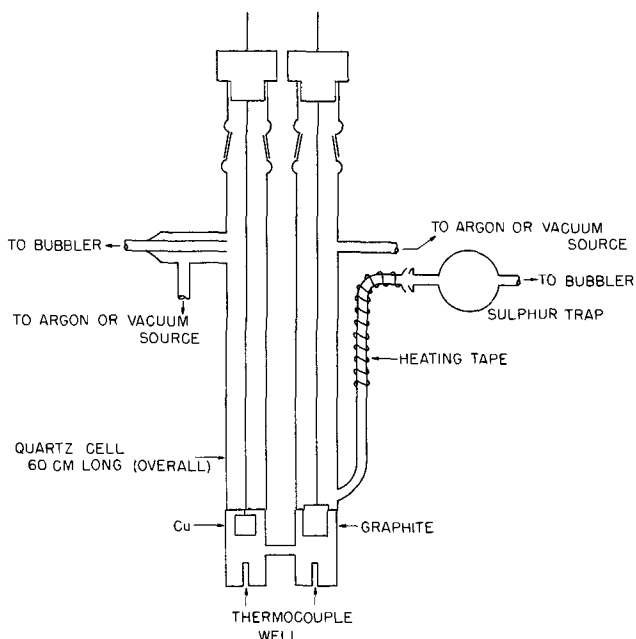 TO BUBBLER
TO ARGON OR VACUUM
SOURCE
TO ARGON OR VACUUM
SOURCE
TO BUBBLER
SULPHUR TRAP
HEATING TAPE
QUARTZ CELL
60 CM LONG (OVERALL)
Cu
GRAPHITE
THERMOCOUPLE
WELL